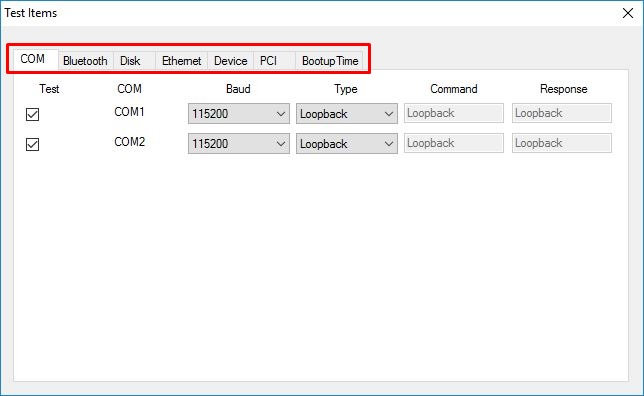 Test Items
COM Bluetooth Disk Ethernet Device PCI BootupTime
Test COM Baud Type Command Response
COM1 115200 Loopback Loopback Loopback
COM2 115200 Loopback Loopback Loopback